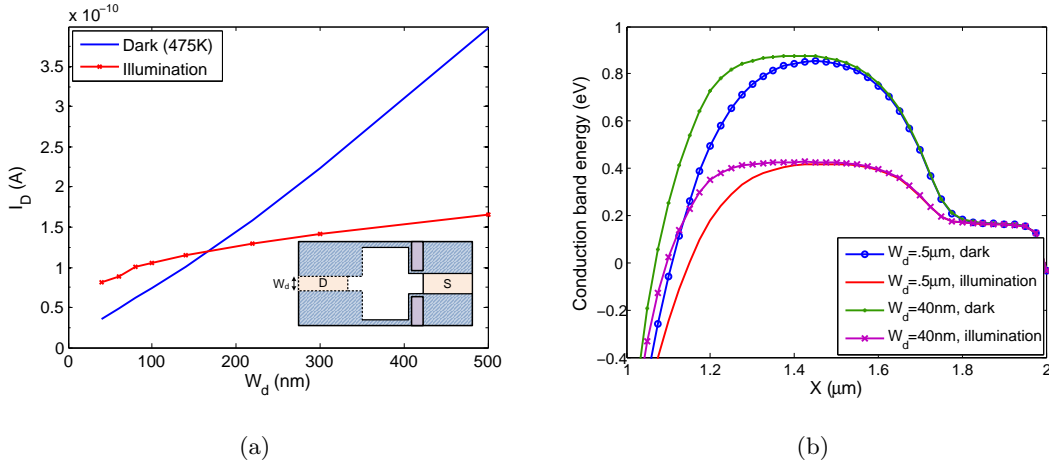 x 10⁻¹⁰
Dark (475K)
Illumination
3.5
3
2.5
2
1.5
1
0.50
0
0
100
200
300
400
500
I_D (A)
W_d (nm)
W_d
D
S
(a)
1
0.8
0.6
0.4
0.2
0
−0.2
−0.4
1
1.2
1.4
1.6
1.8
2
Conduction band energy (eV)
X (μm)
W_d=.5μm, dark
W_d=.5μm, illumination
W_d=40nm, dark
W_d=40nm, illumination
(b)